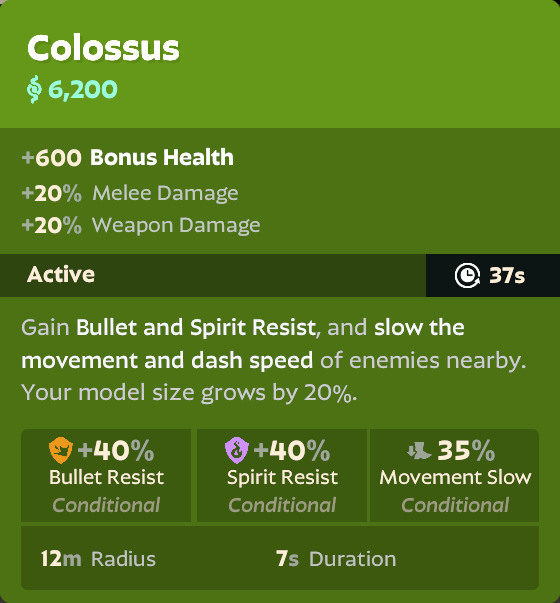 Colossus
6,200
+600 Bonus Health
+20% Melee Damage
+20% Weapon Damage
Active 37s
Gain Bullet and Spirit Resist, and slow the
movement and dash speed of enemies nearby.
Your model size grows by 20%.
+40% +40% 35%
Bullet Resist Spirit Resist Movement Slow
Conditional Conditional Conditional
12m Radius 7s Duration